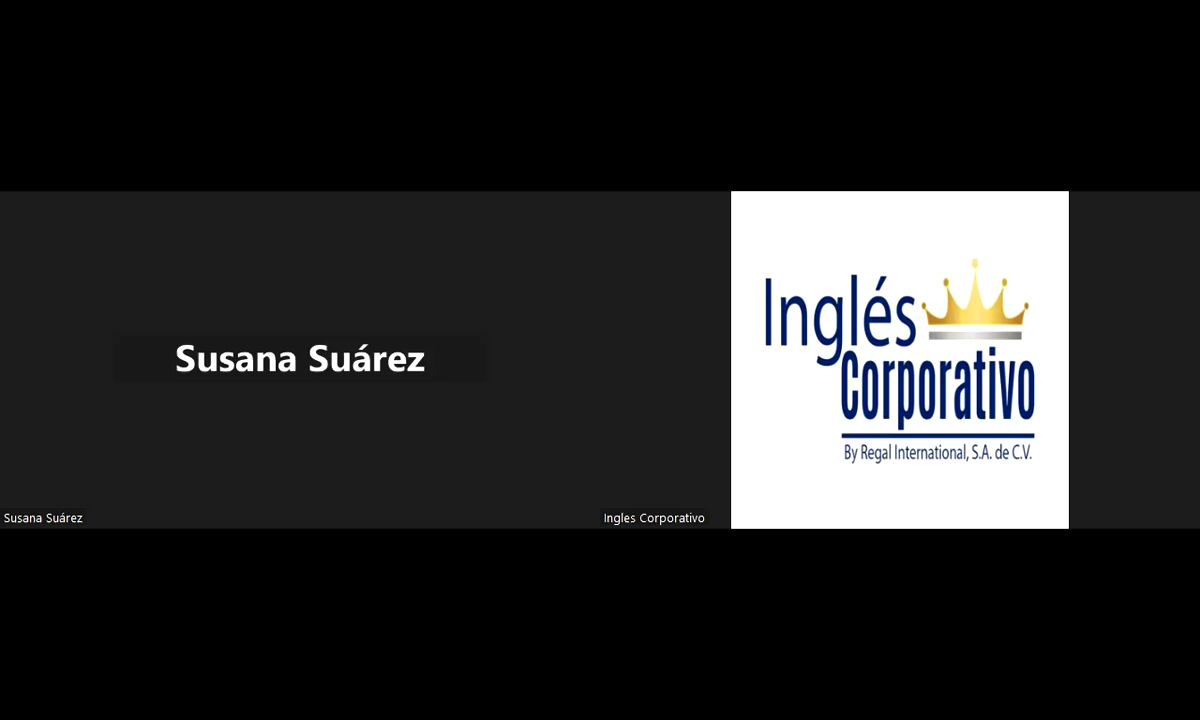 Susana Suárez
Inglés
Corporativo
By Regal International, S.A. de C.V.
Susana Suárez
Ingles Corporativo